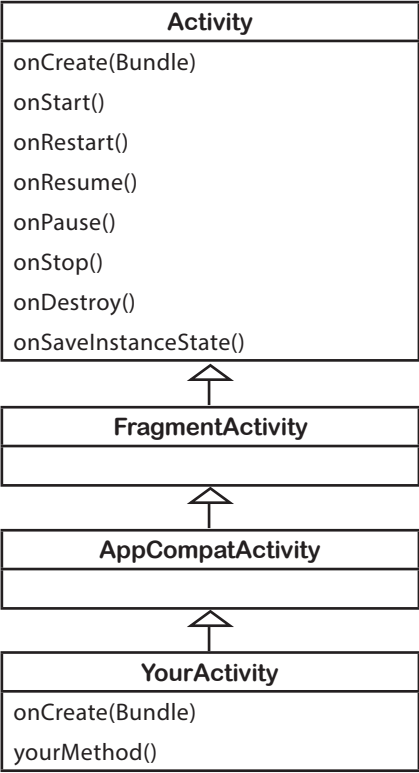 Activity
onCreate(Bundle)
onStart()
onRestart()
onResume()
onPause()
onStop()
onDestroy()
onSaveInstanceState()
FragmentActivity
AppCompatActivity
YourActivity
onCreate(Bundle)
yourMethod()